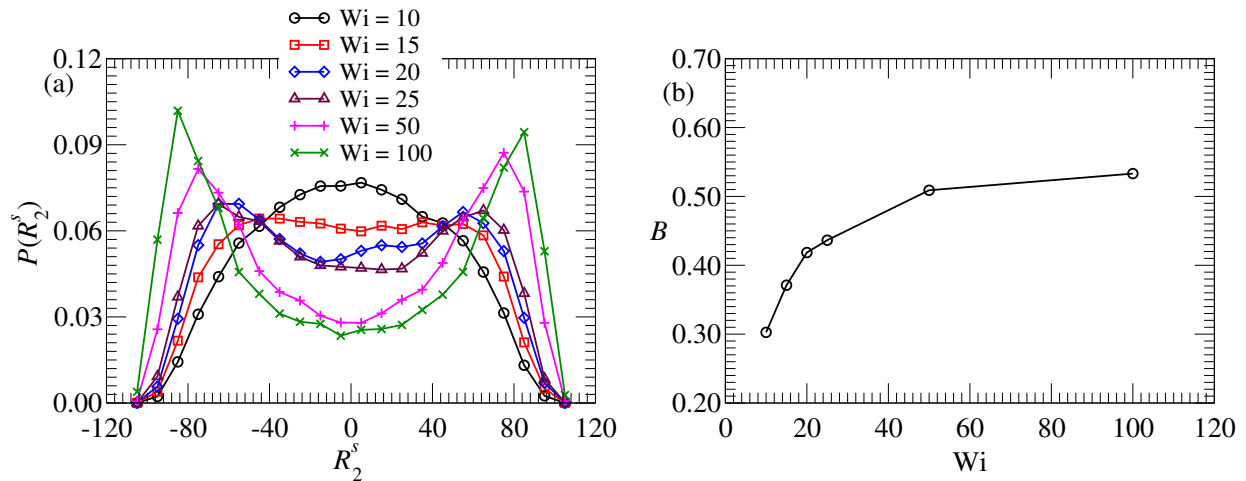 (a)
Wi = 10
Wi = 15
Wi = 20
Wi = 25
Wi = 50
Wi = 100
0.12
0.09
0.06
0.03
0.00
P(R₂ˢ)
-120 -80 -40 0 40 80 120
R₂ˢ
(b)
0.70
0.60
0.50
0.40
0.30
0.20
B
0 20 40 60 80 100 120
Wi